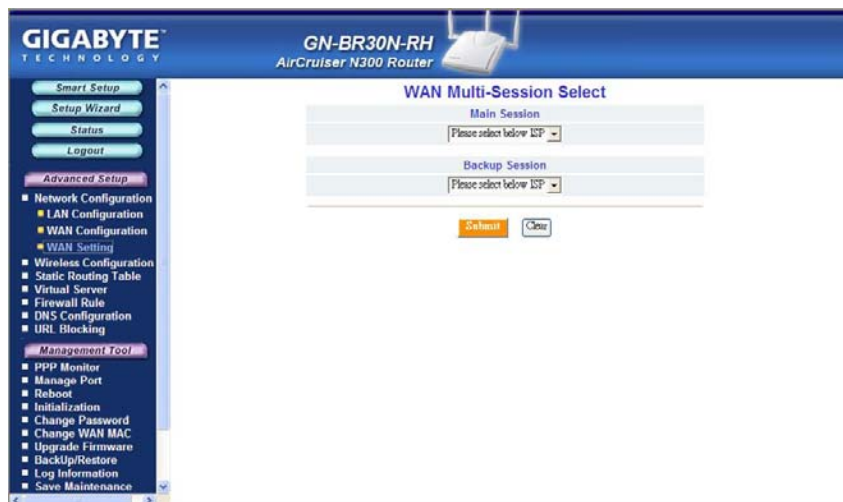 GIGABYTE™
TECHNOLOGY
GN-BR30N-RH
AirCruiser N300 Router
Smart Setup
Setup Wizard
Status
Logout
Advanced Setup
Network Configuration
LAN Configuration
WAN Configuration
WAN Setting
Wireless Configuration
Static Routing Table
Virtual Server
Firewall Rule
DNS Configuration
URL Blocking
Management Tool
PPP Monitor
Manage Port
Reboot
Initialization
Change Password
Change WAN MAC
Upgrade Firmware
BackUp/Restore
Log Information
Save Maintenance
WAN Multi-Session Select
Main Session
Please select below ISP
Backup Session
Please select below ISP
Submit Clear